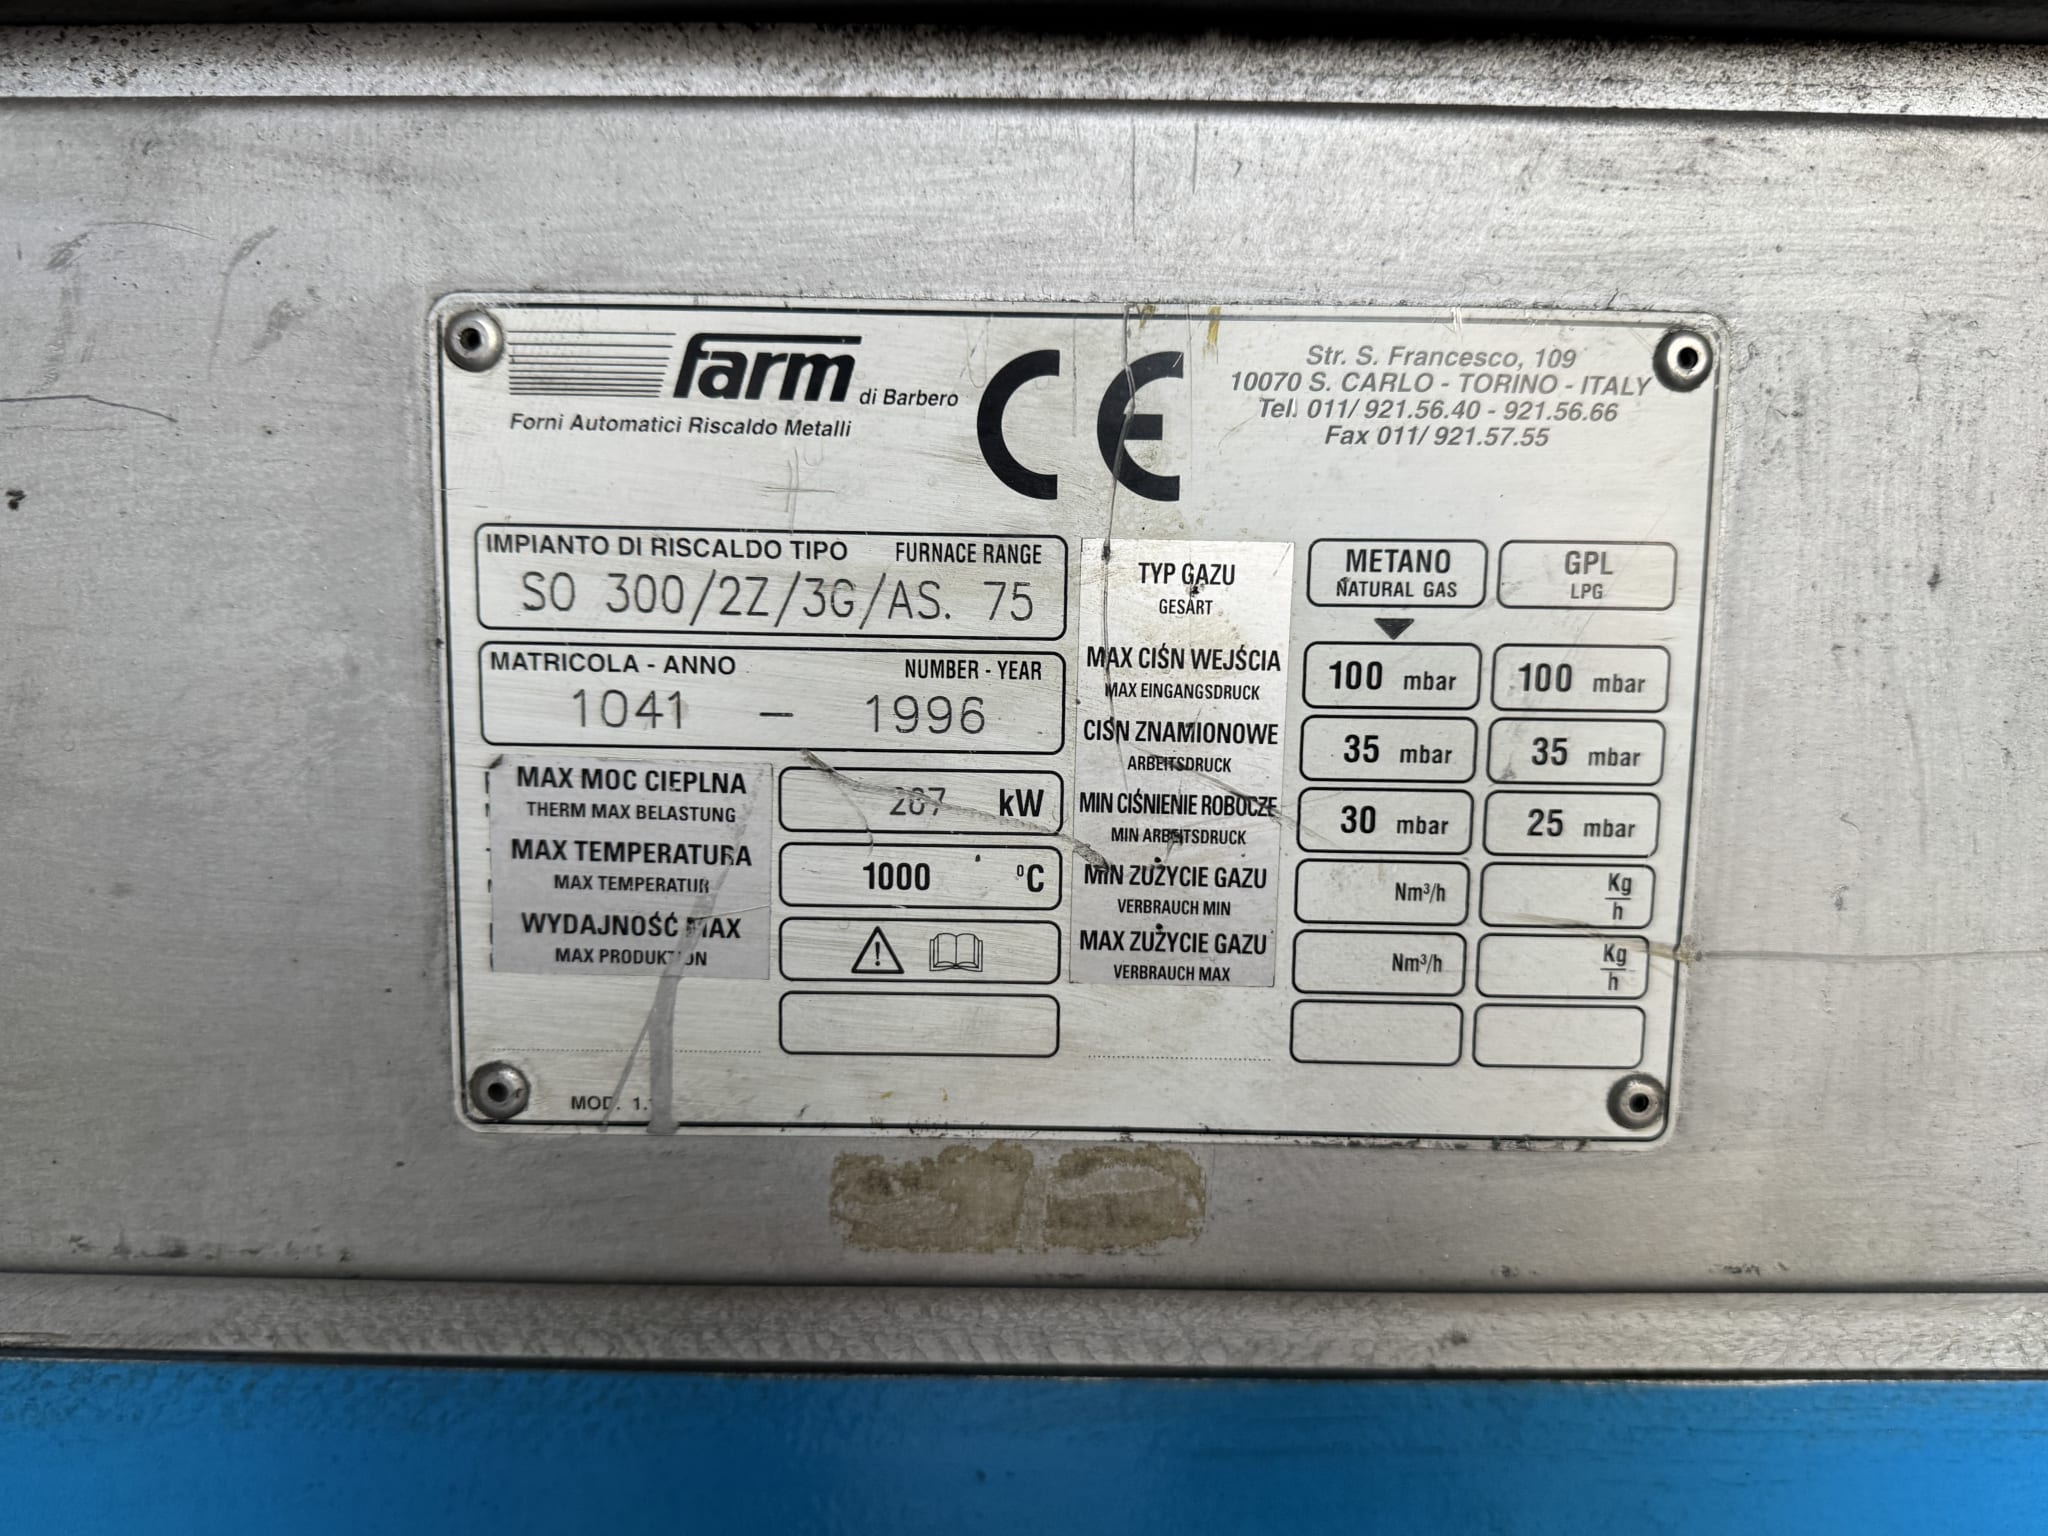 farm di Barbero
Forni Automatici Riscaldo Metalli
CE
Str. S. Francesco, 109
10070 S. CARLO - TORINO - ITALY
Tel. 011/ 921.56.40 - 921.56.66
Fax 011/ 921.57.55
IMPIANTO DI RISCALDO TIPO FURNACE RANGE
SO 300/2Z/3G/AS. 75
MATRICOLA - ANNO NUMBER - YEAR
1041 - 1996
MAX MOC CIEPLNA
THERM MAX BELASTUNG
kW
MAX TEMPERATURA
MAX TEMPERATUR
1000 °C
WYDAJNOŚĆ MAX
MAX PRODUKTION
MOD.
TYP GAZU
GESART
METANO
NATURAL GAS
GPL
LPG
MAX CIŚN WEJŚCIA
MAX EINGANGSDRUCK
100 mbar 100 mbar
CIŚN ZNAMIONOWE
ARBEITSDRUCK
35 mbar 35 mbar
MIN CIŚNIENIE ROBOCZE
MIN ARBEITSDRUCK
30 mbar 25 mbar
MIN ZUŻYCIE GAZU
VERBRAUCH MIN
Nm³/h Kg/h
MAX ZUŻYCIE GAZU
VERBRAUCH MAX
Nm³/h Kg/h